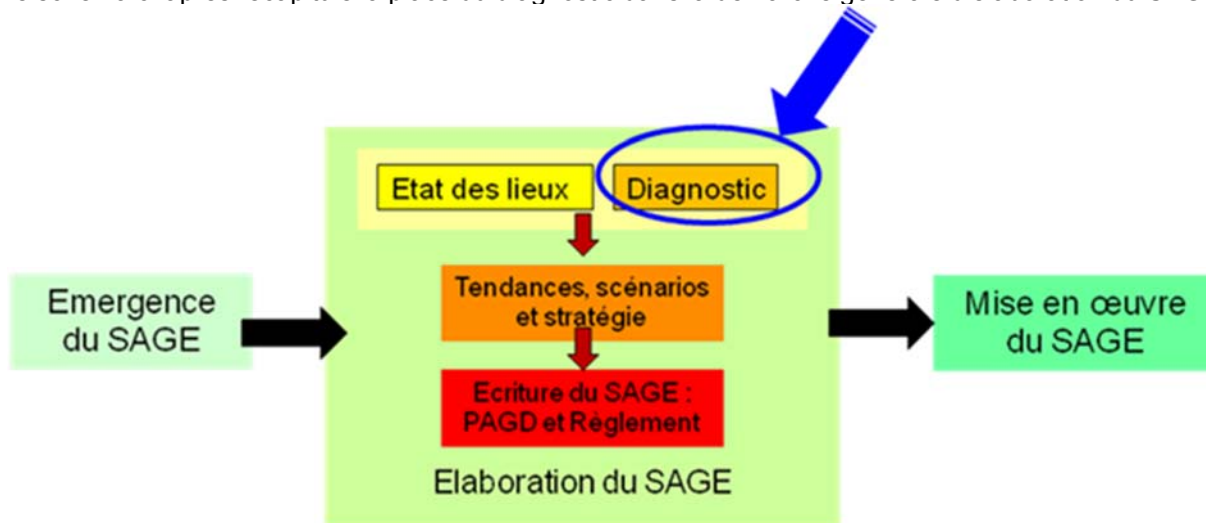 Etat des lieux
Diagnostic
Tendances, scénarios
et stratégie
Emergence
du SAGE
Mise en œuvre
du SAGE
Ecriture du SAGE :
PAGD et Règlement
Elaboration du SAGE